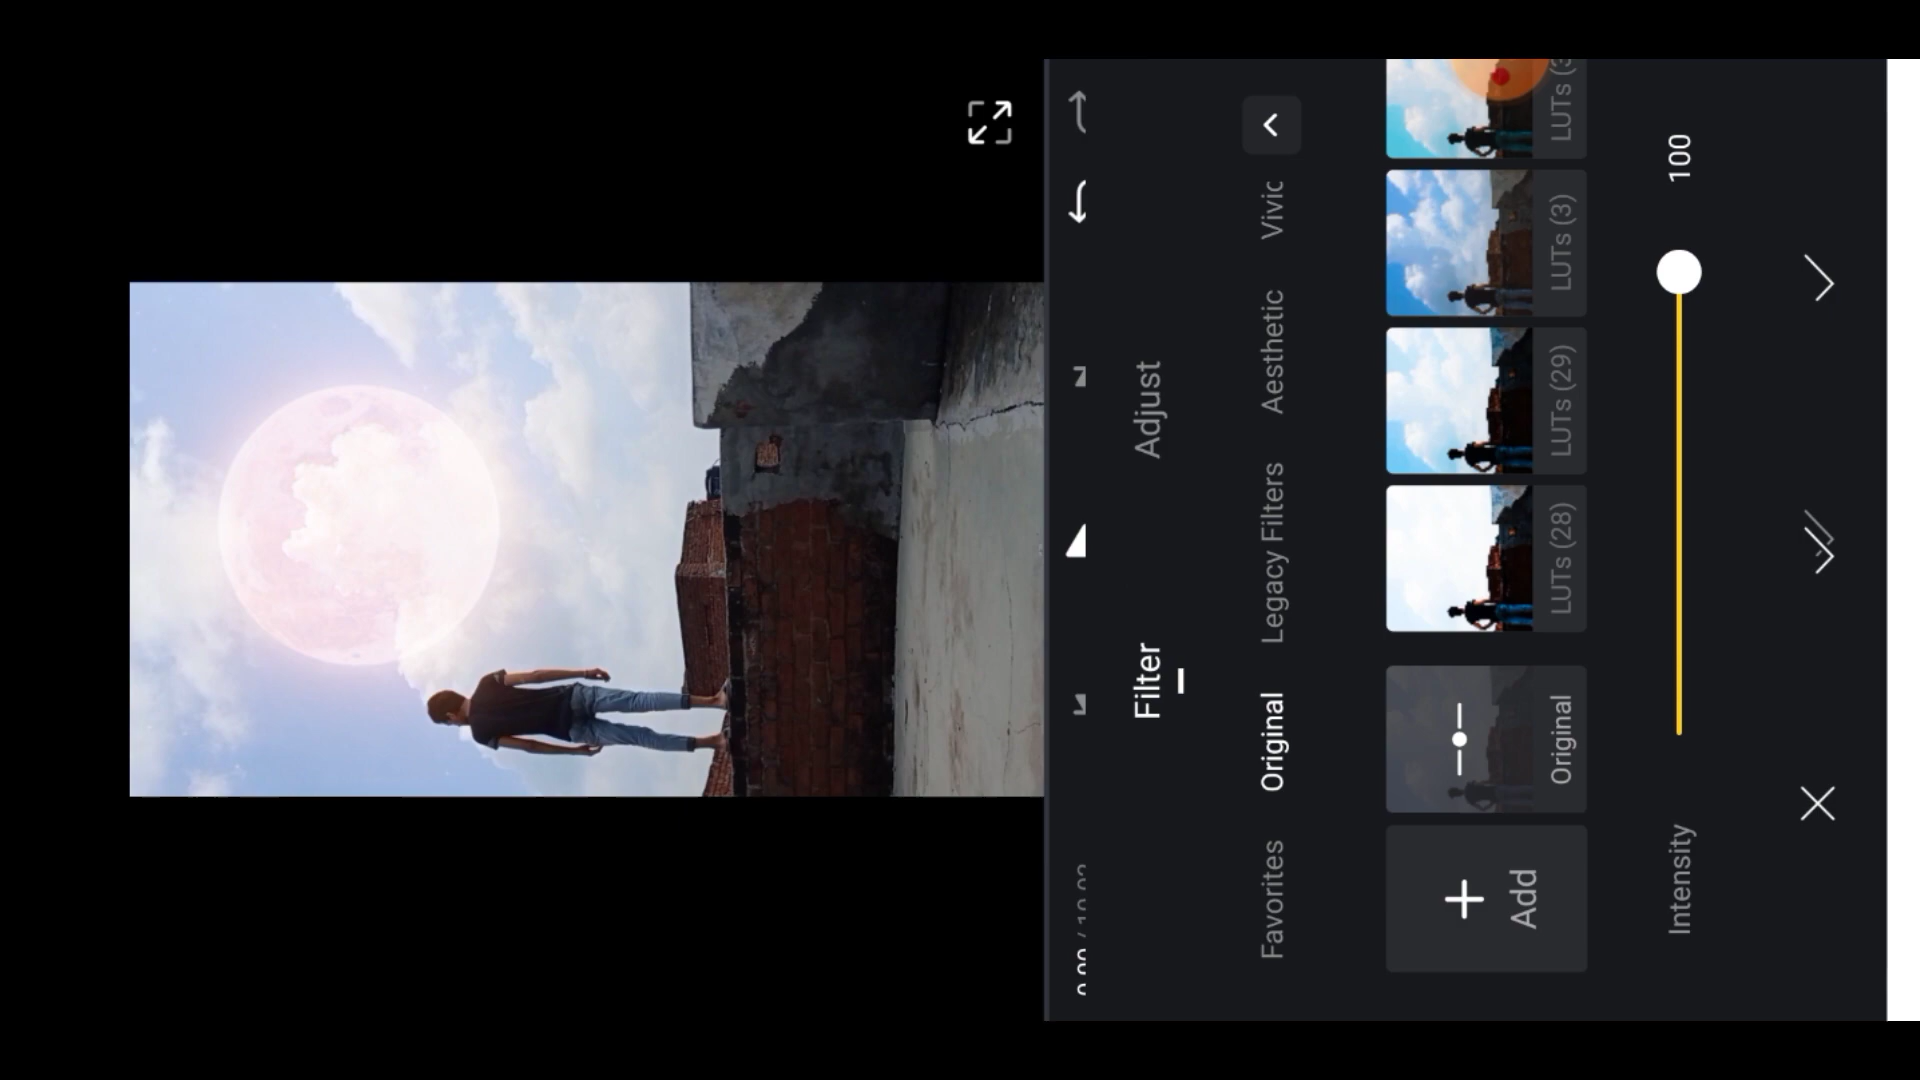 Filter Adjust
Favorites Original Legacy Filters Aesthetic Vivic
Add Original LUTs (28) LUTs (29) LUTs (3)
Intensity 100